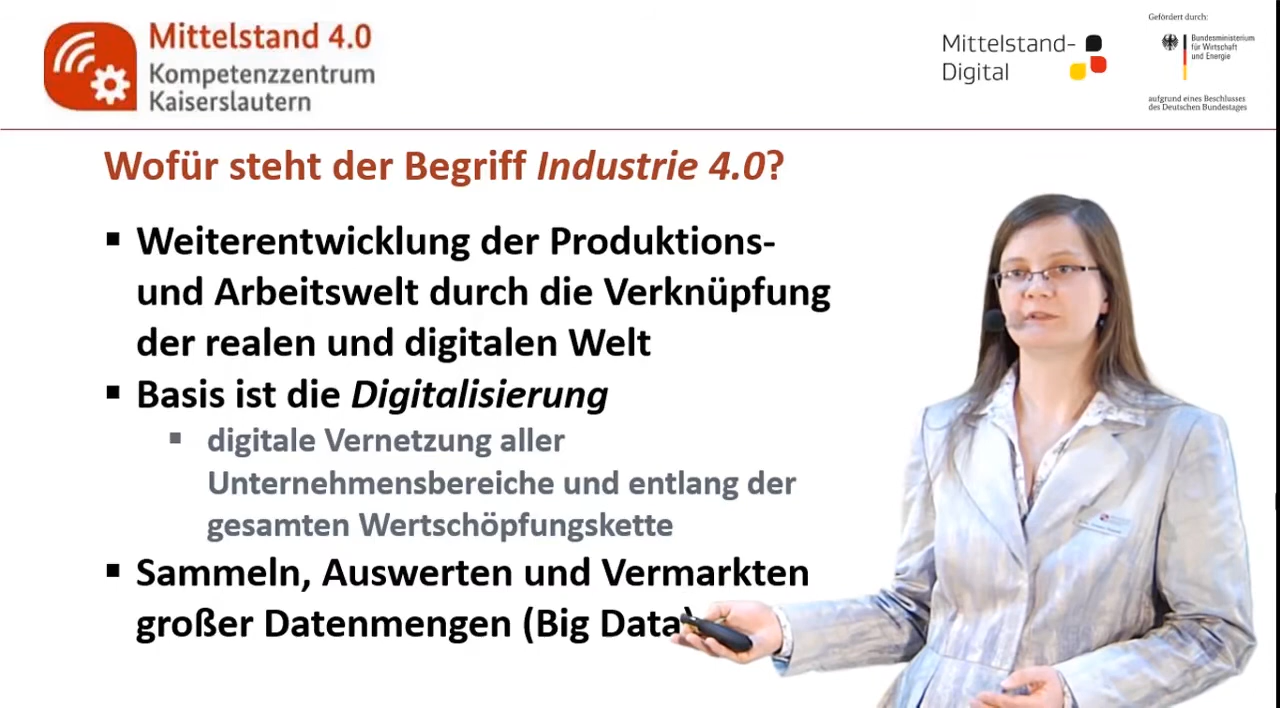 Mittelstand 4.0
Kompetenzzentrum
Kaiserslautern
Mittelstand-
Digital
Gefördert durch:
Bundesministerium
für Wirtschaft
und Energie
aufgrund eines Beschlusses
des Deutschen Bundestages
Wofür steht der Begriff Industrie 4.0?
▪ Weiterentwicklung der Produktions-
und Arbeitswelt durch die Verknüpfung
der realen und digitalen Welt
▪ Basis ist die Digitalisierung
▪ digitale Vernetzung aller
Unternehmensbereiche und entlang der
gesamten Wertschöpfungskette
▪ Sammeln, Auswerten und Vermarkten
großer Datenmengen (Big Data)